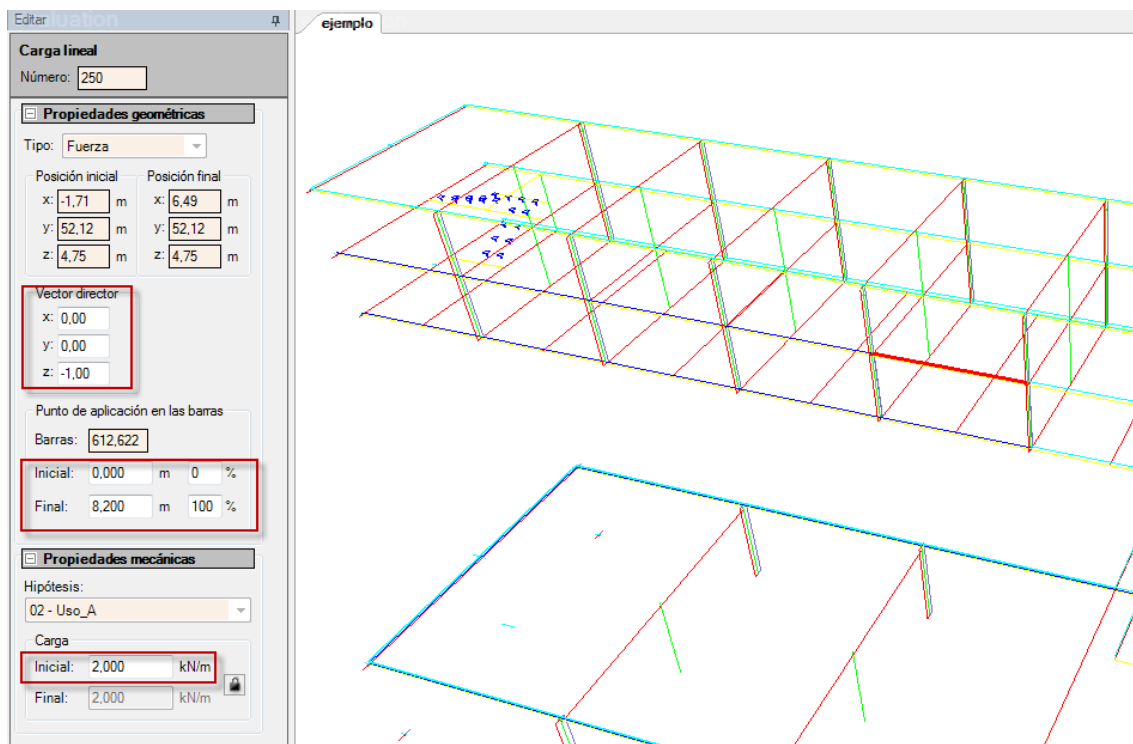 Editar
Evaluation
ejemplo
Carga lineal
Número: 250
Propiedades geométricas
Tipo: Fuerza
Posición inicial Posición final
x: -1,71 m x: 6,49 m
y: 52,12 m y: 52,12 m
z: 4,75 m z: 4,75 m
Vector director
x: 0,00
y: 0,00
z: -1,00
Punto de aplicación en las barras
Barras: 612,622
Inicial: 0,000 m 0 %
Final: 8,200 m 100 %
Propiedades mecánicas
Hipótesis:
02 - Uso_A
Carga
Inicial: 2,000 kN/m
Final: 2,000 kN/m